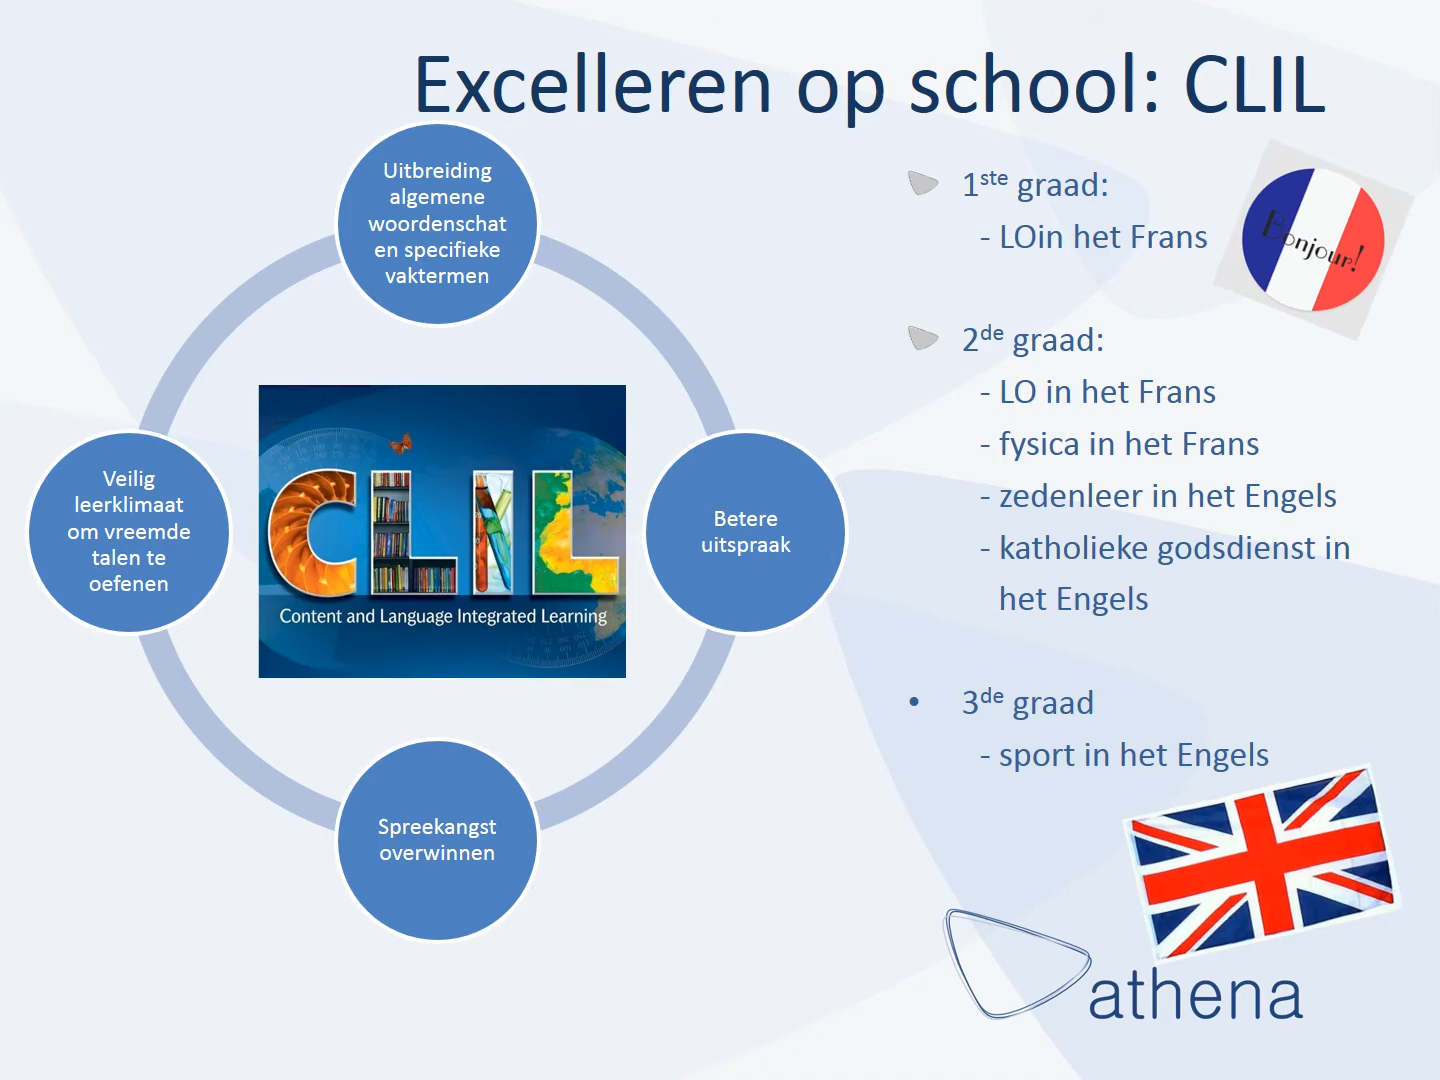 Excelleren op school: CLIL
Uitbreiding
algemene
woordenschat
en specifieke
vaktermen
Veilig
leerklimaat
om vreemde
talen te
oefenen
CLIL
Content and Language Integrated Learning
Betere
uitspraak
Spreekangst
overwinnen
1ste graad:
- LOin het Frans
Bonjour!
2de graad:
- LO in het Frans
- fysica in het Frans
- zedenleer in het Engels
- katholieke godsdienst in
het Engels
• 3de graad
- sport in het Engels
athena